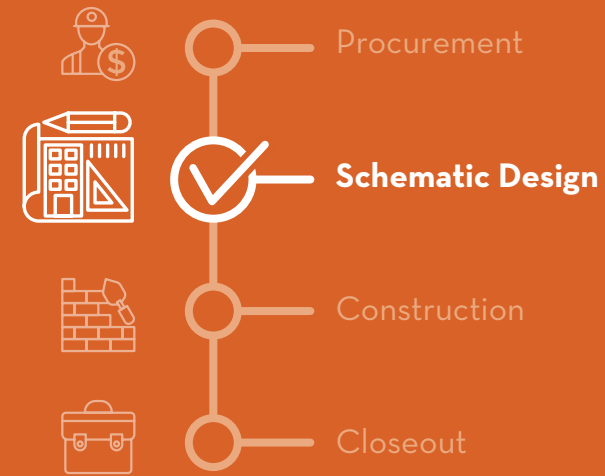 $
Procurement
Schematic Design
Construction
Closeout